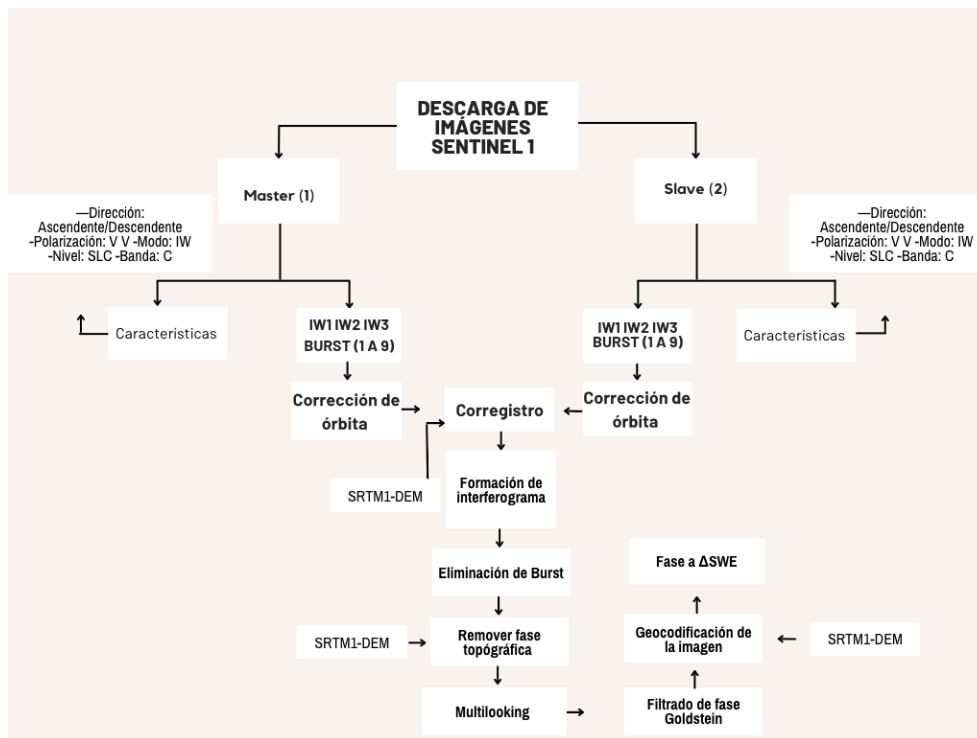 DESCARGA DE
IMÁGENES
SENTINEL 1
Master (1)
Slave (2)
—Dirección:
Ascendente/Descendente
-Polarización: V V -Modo: IW
-Nivel: SLC -Banda: C
—Dirección:
Ascendente/Descendente
-Polarización: V V -Modo: IW
-Nivel: SLC -Banda: C
Característicás
IW1 IW2 IW3
BURST (1 A 9)
IW1 IW2 IW3
BURST (1 A 9)
Característicás
Corrección de
órbita
Corregistro
Corrección de
órbita
SRTM1-DEM
Formación de
interferograma
Eliminación de Burst
Fase a ΔSWE
SRTM1-DEM
Remover fase
topógráfica
Geocodificación de
la imagen
SRTM1-DEM
Multilooking
Filtrado de fase
Goldstein